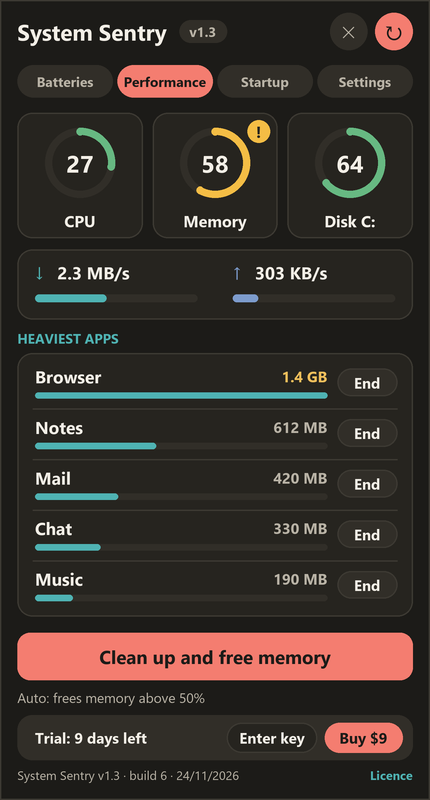 System Sentry v1.3
Batteries Performance Startup Settings
!
27 58 64
CPU Memory Disk C:
↓ 2.3 MB/s ↑ 303 KB/s
HEAVIEST APPS
Browser 1.4 GB End
Notes 612 MB End
Mail 420 MB End
Chat 330 MB End
Music 190 MB End
Clean up and free memory
Auto: frees memory above 50%
Trial: 9 days left Enter key Buy $9
System Sentry v1.3 · build 6 · 24/11/2026 Licence